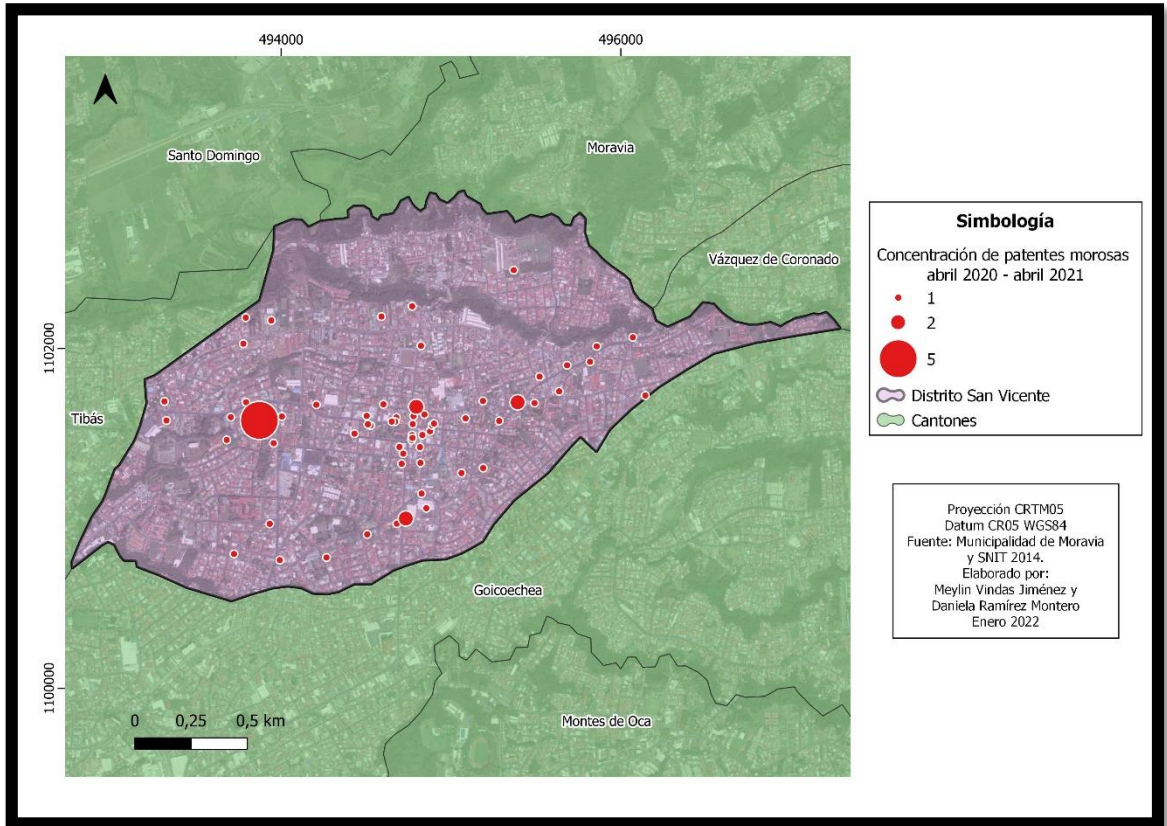 494000
496000
Santo Domingo
Moravia
Vázquez de Coronado
1102000
Tibás
Goicoechea
1100000
Montes de Oca
0 0,25 0,5 km
Simbología
Concentración de patentes morosas
abril 2020 - abril 2021
1
2
5
Distrito San Vicente
Cantones
Proyección CRTM05
Datum CR05 WGS84
Fuente: Municipalidad de Moravia
y SNIT 2014.
Elaborado por:
Meylin Vindas Jiménez y
Daniela Ramírez Montero
Enero 2022